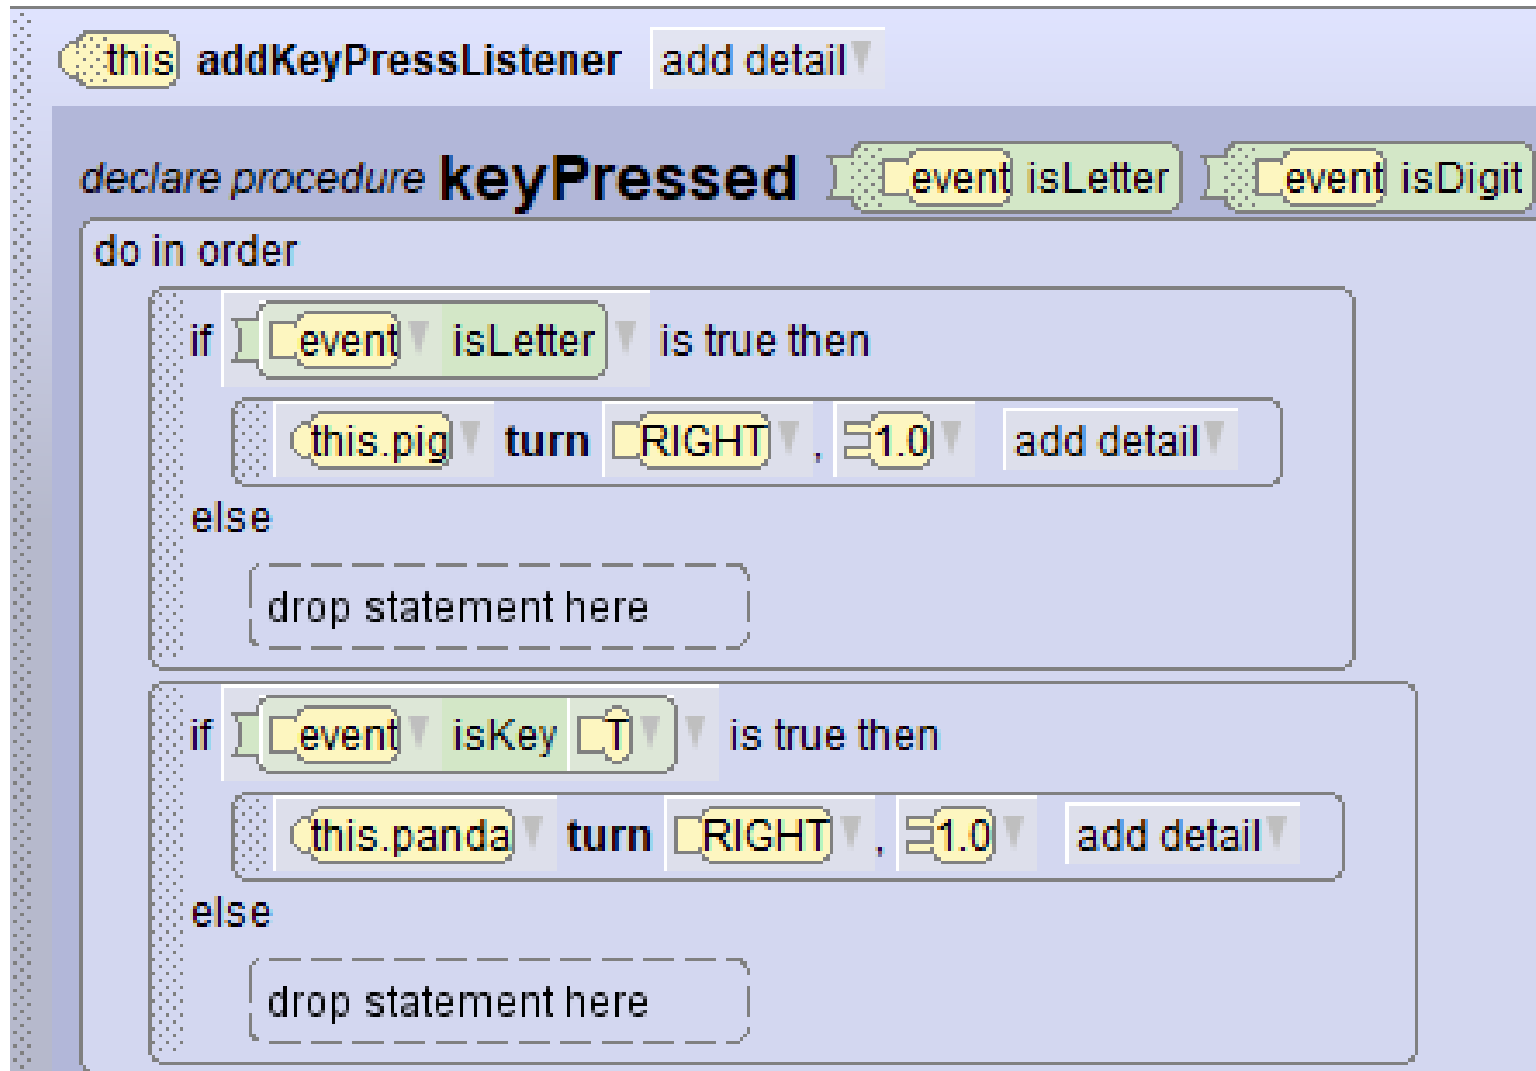 this addKeyPressListener add detail
declare procedure keyPressed event isLetter event isDigit
do in order
if event isLetter is true then
this.pig turn RIGHT , 1.0 add detail
else
drop statement here
if event isKey T is true then
this.panda turn RIGHT , 1.0 add detail
else
drop statement here